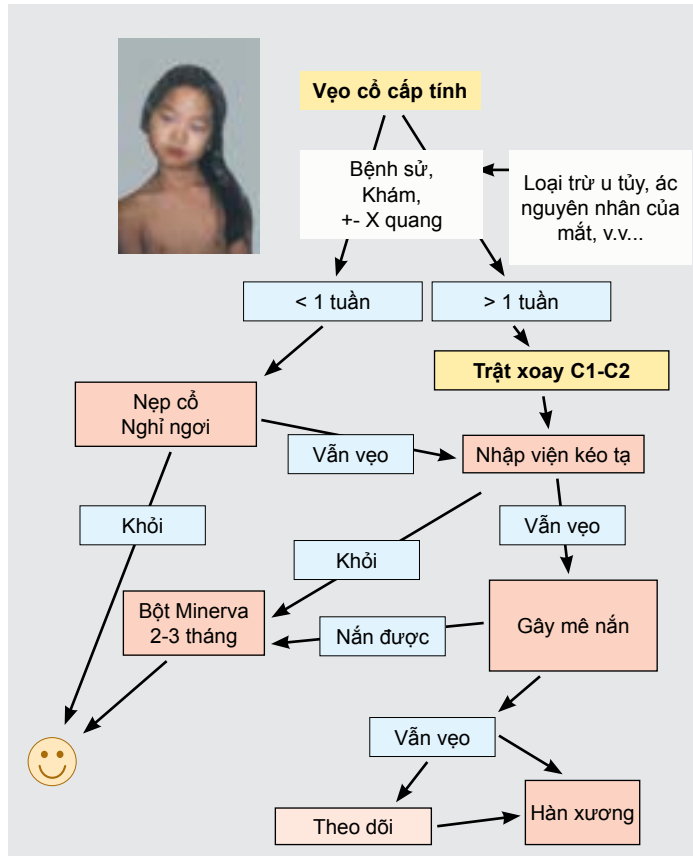 Vẹo cổ cấp tính
Bệnh sử,
Khám,
+- X quang
Loại trừ u tủy, ác
nguyên nhân của
mắt, v.v...
< 1 tuần
> 1 tuần
Trật xoay C1-C2
Nẹp cổ
Nghỉ ngơi
Vẫn vẹo
Nhập viện kéo tạ
Khỏi
Vẫn vẹo
Khỏi
Bột Minerva
2-3 tháng
Nắn được
Gây mê nắn
Vẫn vẹo
Theo dõi
Hàn xương